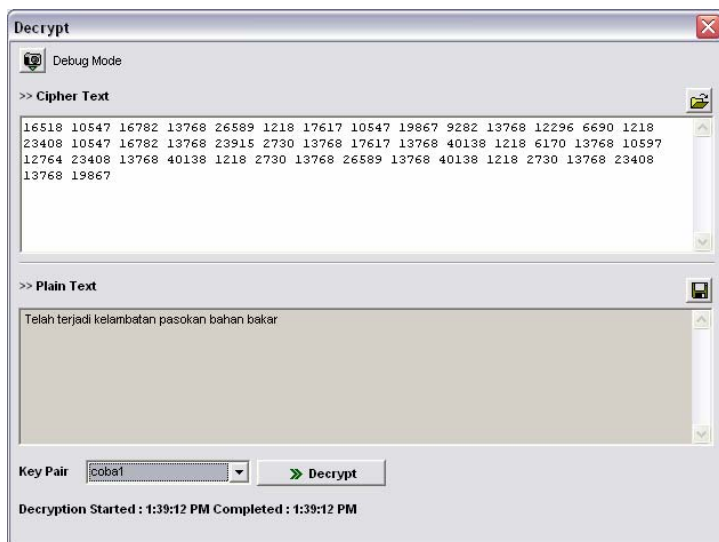 Decrypt
Debug Mode
>> Cipher Text
16518 10547 16782 13768 26589 1218 17617 10547 19867 9282 13768 12296 6690 1218
23408 10547 16782 13768 23915 2730 13768 17617 13768 40138 1218 6170 13768 10597
12764 23408 13768 40138 1218 2730 13768 26589 13768 40138 1218 2730 13768 23408
13768 19867
>> Plain Text
Telah terjadi kelambatan pasokan bahan bakar
Key Pair coba1 >> Decrypt
Decryption Started : 1:39:12 PM Completed : 1:39:12 PM